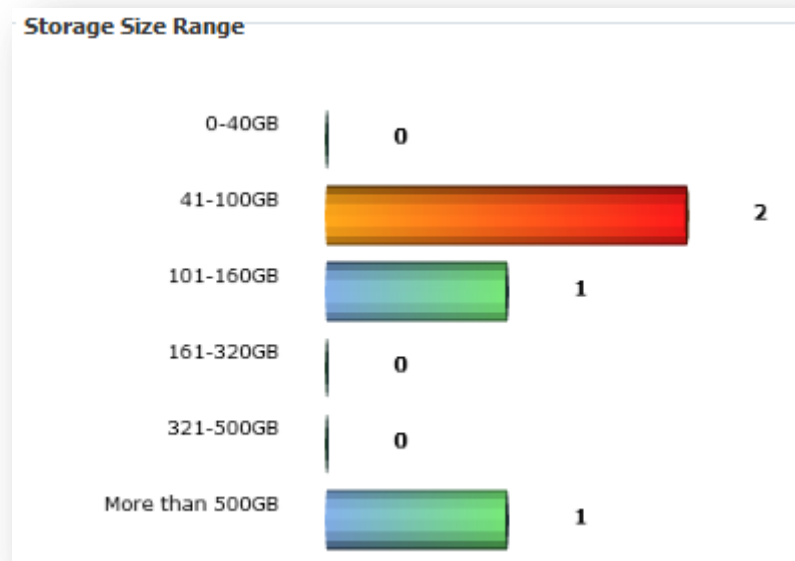 Storage Size Range
0-40GB 0
41-100GB 2
101-160GB 1
161-320GB 0
321-500GB 0
More than 500GB 1